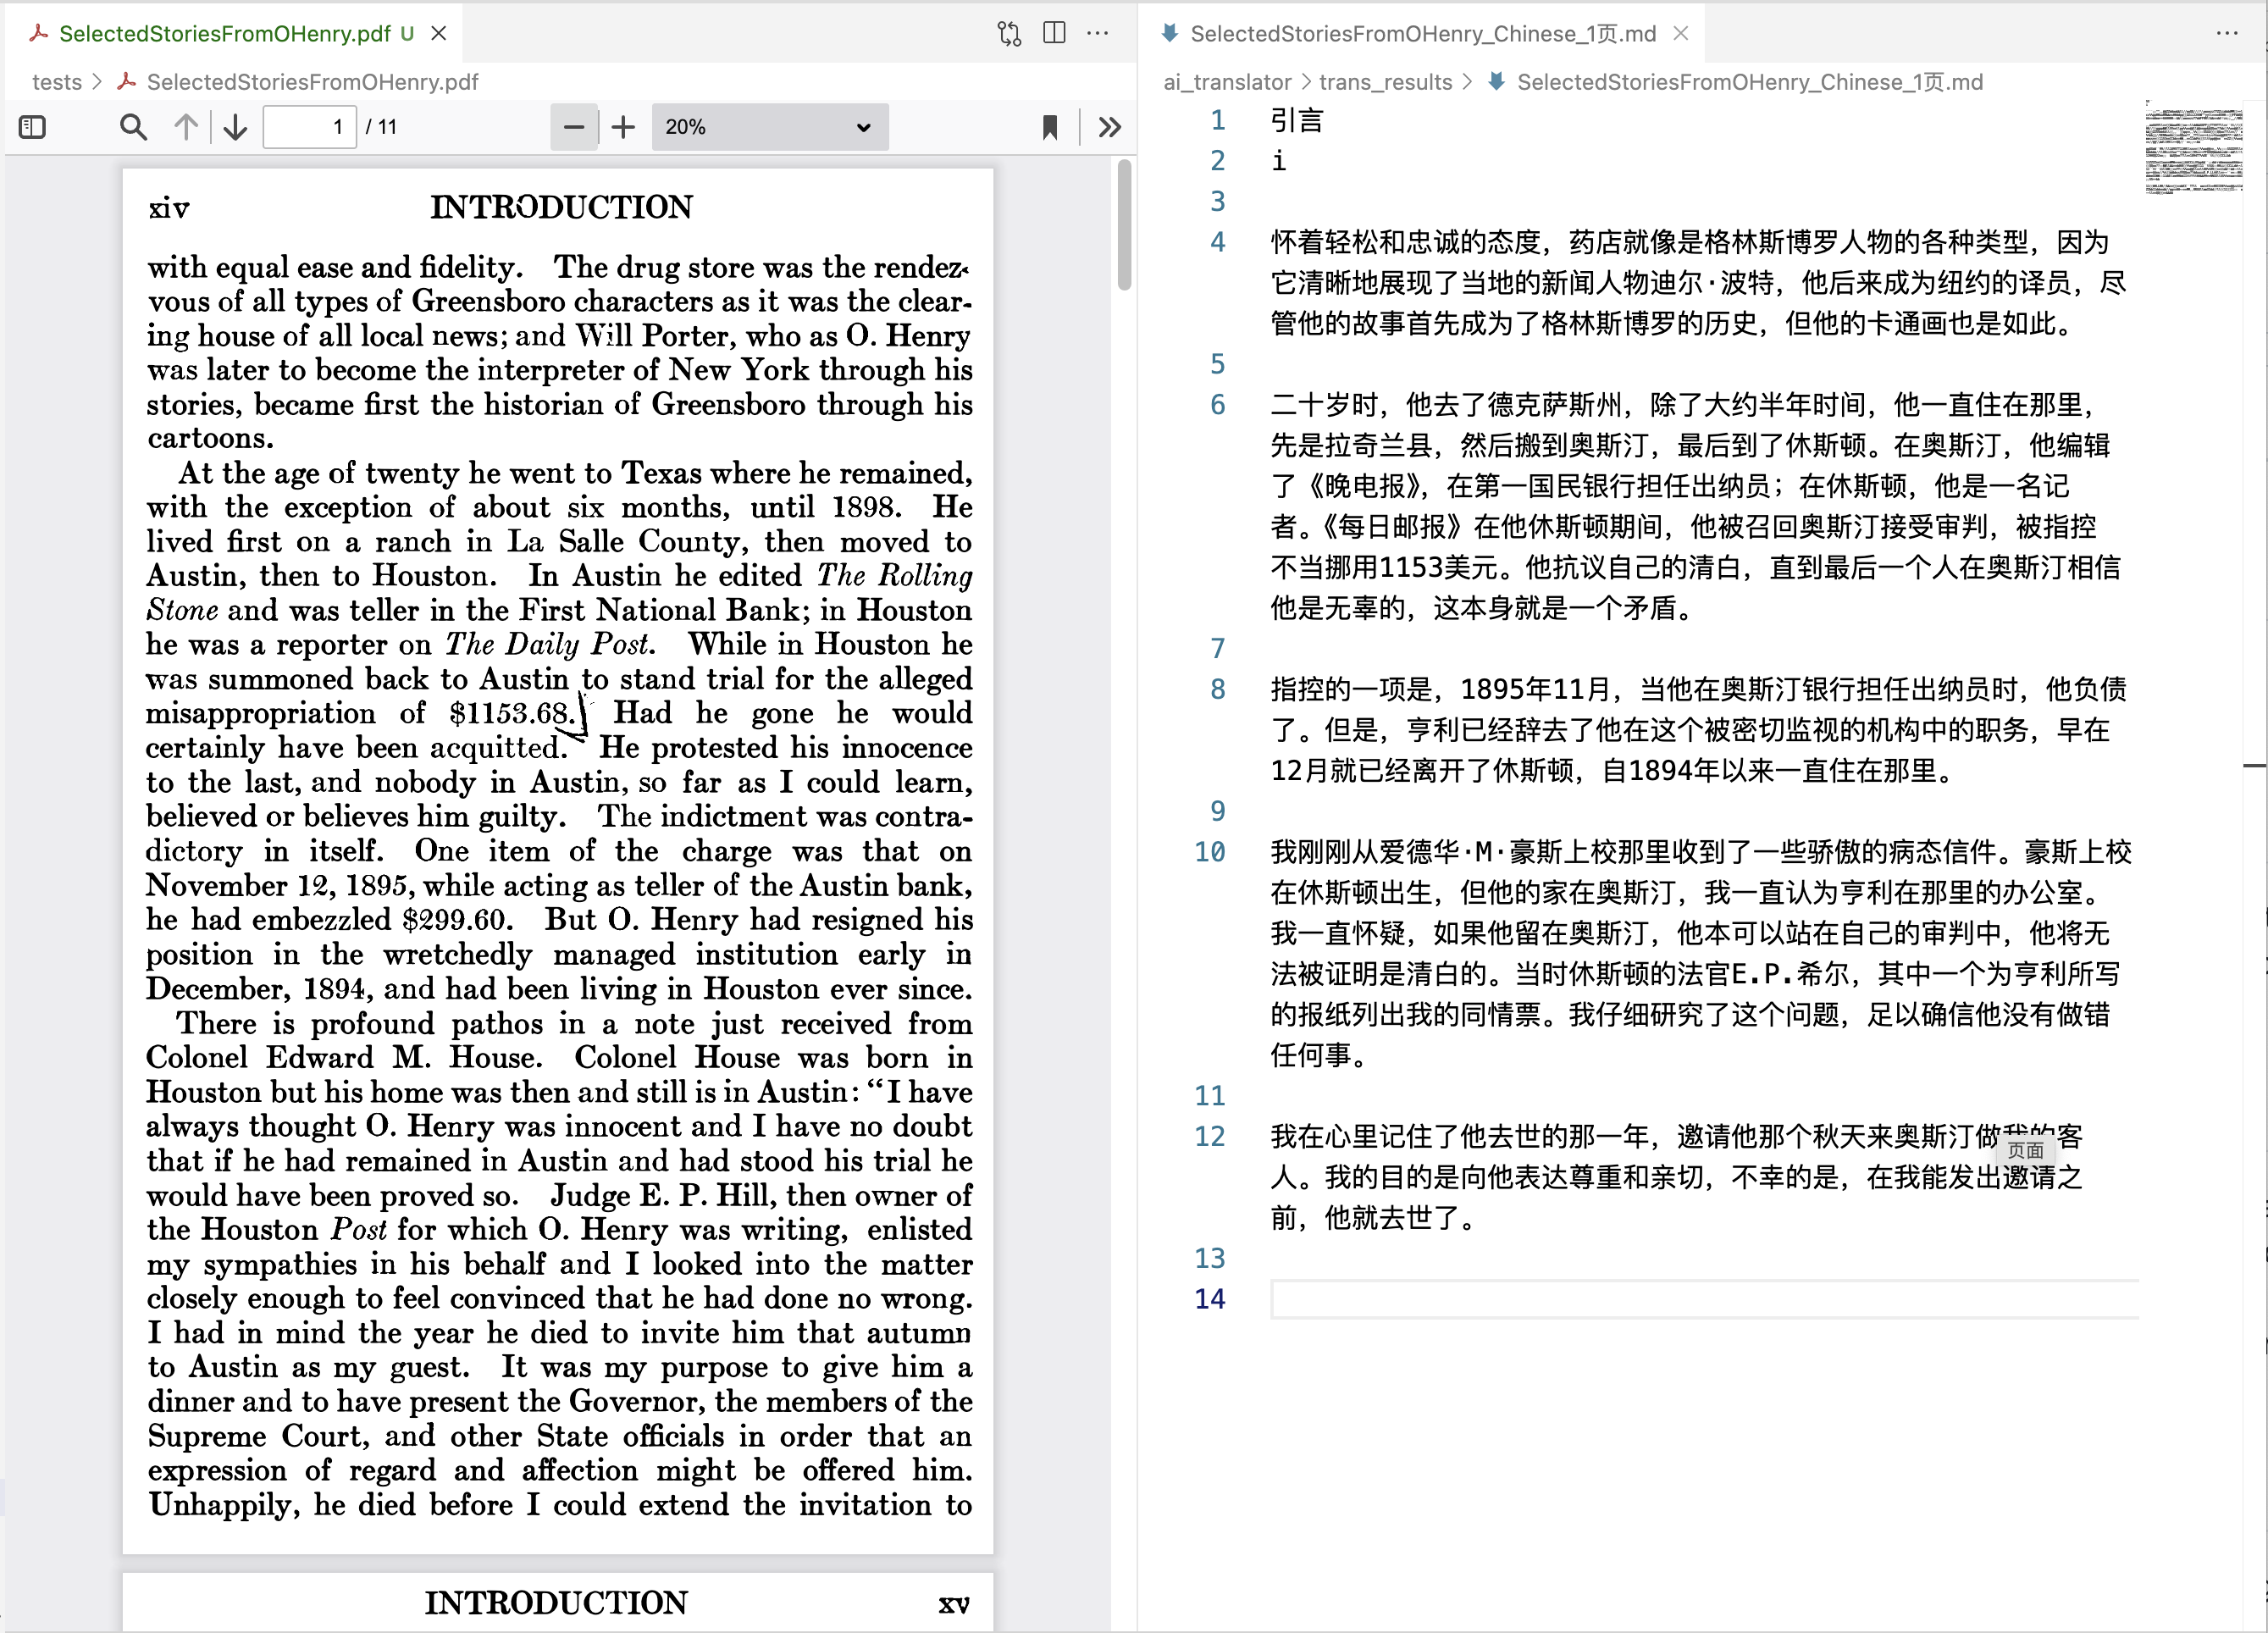 SelectedStoriesFromOHenry.pdf U
tests > SelectedStoriesFromOHenry.pdf
1 / 11
20%
xiv INTRODUCTION
with equal ease and fidelity. The drug store was the rendez-
vous of all types of Greensboro characters as it was the clear-
ing house of all local news; and Will Porter, who as O. Henry
was later to become the interpreter of New York through his
stories, became first the historian of Greensboro through his
cartoons.
At the age of twenty he went to Texas where he remained,
with the exception of about six months, until 1898. He
lived first on a ranch in La Salle County, then moved to
Austin, then to Houston. In Austin he edited The Rolling
Stone and was teller in the First National Bank; in Houston
he was a reporter on The Daily Post. While in Houston he
was summoned back to Austin to stand trial for the alleged
misappropriation of $1153.68. Had he gone he would
certainly have been acquitted. He protested his innocence
to the last, and nobody in Austin, so far as I could learn,
believed or believes him guilty. The indictment was contra-
dictory in itself. One item of the charge was that on
November 12, 1895, while acting as teller of the Austin bank,
he had embezzled $299.60. But O. Henry had resigned his
position in the wretchedly managed institution early in
December, 1894, and had been living in Houston ever since.
There is profound pathos in a note just received from
Colonel Edward M. House. Colonel House was born in
Houston but his home was then and still is in Austin: “I have
always thought O. Henry was innocent and I have no doubt
that if he had remained in Austin and had stood his trial he
would have been proved so. Judge E. P. Hill, then owner of
the Houston Post for which O. Henry was writing, enlisted
my sympathies in his behalf and I looked into the matter
closely enough to feel convinced that he had done no wrong.
I had in mind the year he died to invite him that autumn
to Austin as my guest. It was my purpose to give him a
dinner and to have present the Governor, the members of the
Supreme Court, and other State officials in order that an
expression of regard and affection might be offered him.
Unhappily, he died before I could extend the invitation to
INTRODUCTION xv
SelectedStoriesFromOHenry_Chinese_1页.md
ai_translator > trans_results > SelectedStoriesFromOHenry_Chinese_1页.md
1 引言
2 i
3
4 怀着轻松和忠诚的态度，药店就像是格林斯博罗人物的各种类型，因为
它清晰地展现了当地的新闻人物迪尔·波特，他后来成为纽约的译员，尽
管他的故事首先成为了格林斯博罗的历史，但他的卡通画也是如此。
5
6 二十岁时，他去了德克萨斯州，除了大约半年时间，他一直住在那里，
先是拉奇兰县，然后搬到奥斯汀，最后到了休斯顿。在奥斯汀，他编辑
了《晚电报》，在第一国民银行担任出纳员；在休斯顿，他是一名记
者。《每日邮报》在他休斯顿期间，他被召回奥斯汀接受审判，被指控
不当挪用1153美元。他抗议自己的清白，直到最后一个人在奥斯汀相信
他是无辜的，这本身就是一个矛盾。
7
8 指控的一项是，1895年11月，当他在奥斯汀银行担任出纳员时，他负债
了。但是，亨利已经辞去了他在这个被密切监视的机构中的职务，早在
12月就已经离开了休斯顿，自1894年以来一直住在那里。
9
10 我刚刚从爱德华·M·豪斯上校那里收到了一些骄傲的病态信件。豪斯上校
在休斯顿出生，但他的家在奥斯汀，我一直认为亨利在那里的办公室。
我一直怀疑，如果他留在奥斯汀，他本可以站在自己的审判中，他将无
法被证明是清白的。当时休斯顿的法官E.P.希尔，其中一个为亨利所写
的报纸列出我的同情票。我仔细研究了这个问题，足以确信他没有做错
任何事。
11
12 我在心里记住了他去世的那一年，邀请他那个秋天来奥斯汀做我的客
人。我的目的是向他表达尊重和亲切，不幸的是，在我能发出邀请之
前，他就去世了。
13
14
页面